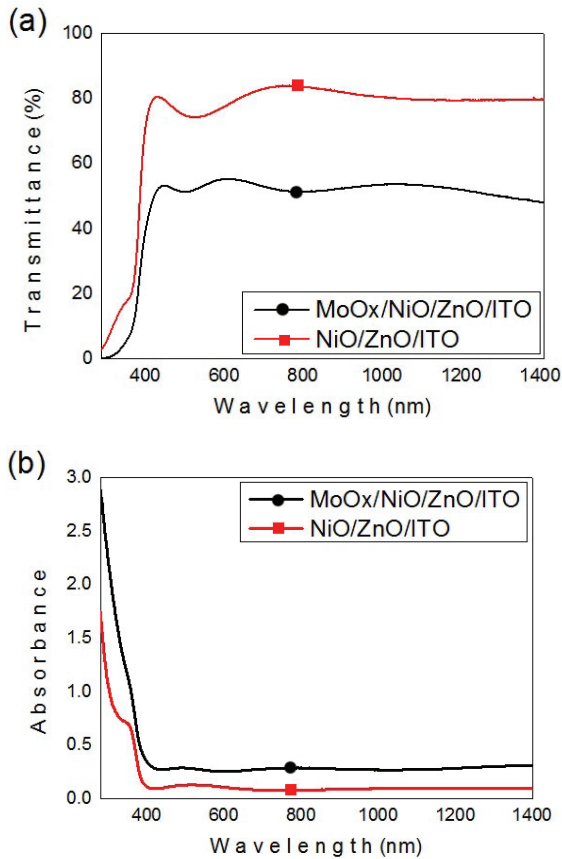 (a)
100
80
60
40
20
0
Transmittance (%)
MoOx/NiO/ZnO/ITO
NiO/ZnO/ITO
400 600 800 1000 1200 1400
Wavelength (nm)
(b)
3.0
2.5
2.0
1.5
1.0
0.5
0.0
Absorbance
MoOx/NiO/ZnO/ITO
NiO/ZnO/ITO
400 600 800 1000 1200 1400
Wavelength (nm)